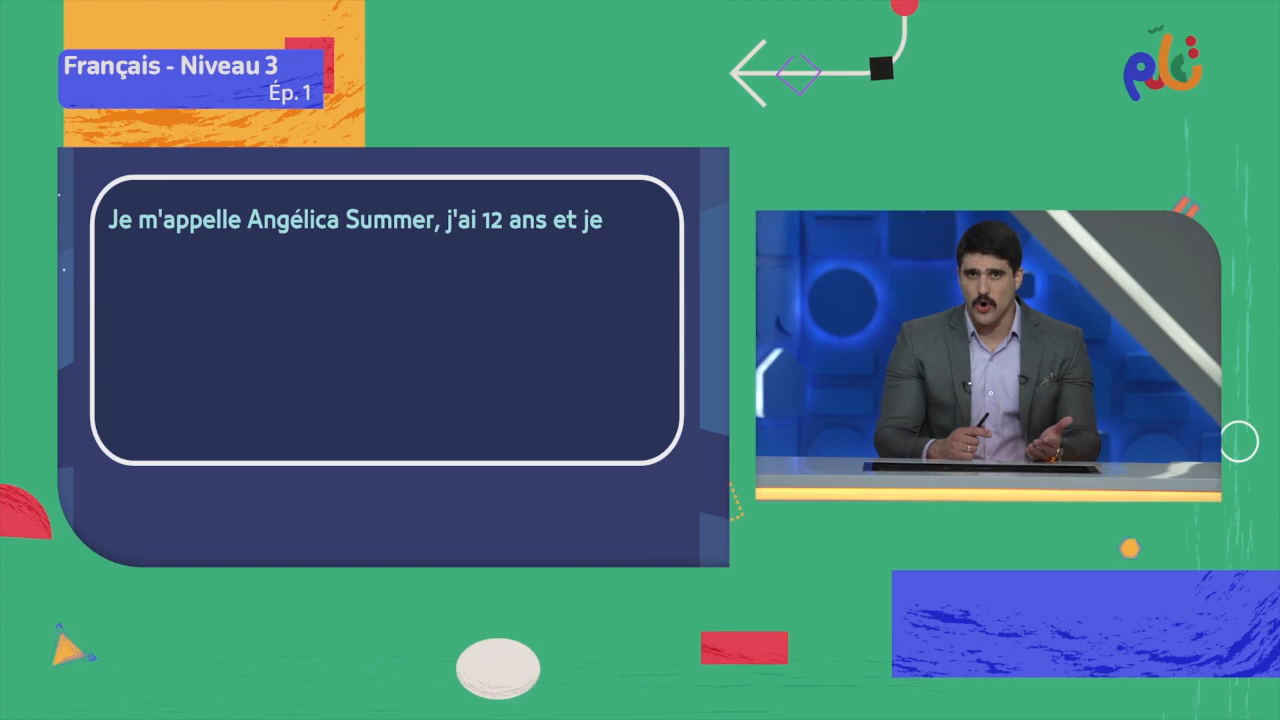 Français - Niveau 3
Ép. 1
Je m'appelle Angélica Summer, j'ai 12 ans et je